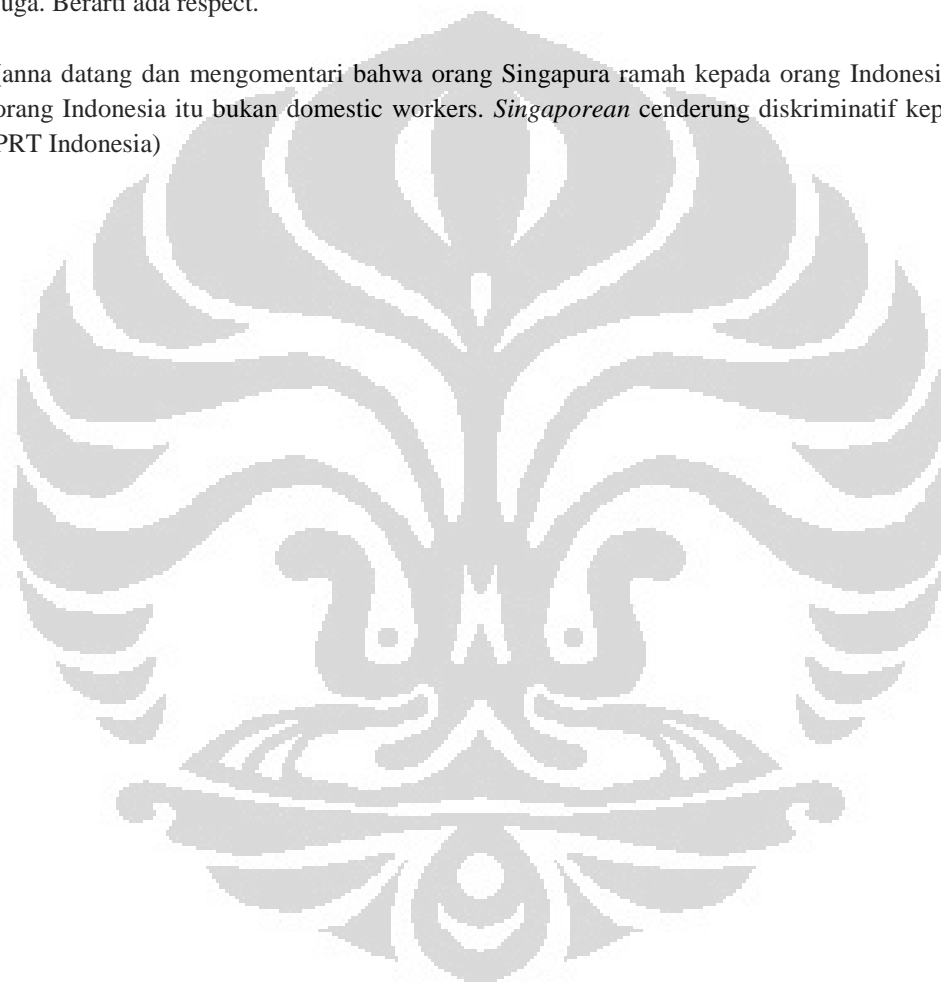 uga. Berarti ada respect.
anna datang dan mengomentari bahwa orang Singapura ramah kepada orang Indonesi
orang Indonesia itu bukan domestic workers. Singaporean cenderung diskriminatif kep
PRT Indonesia)